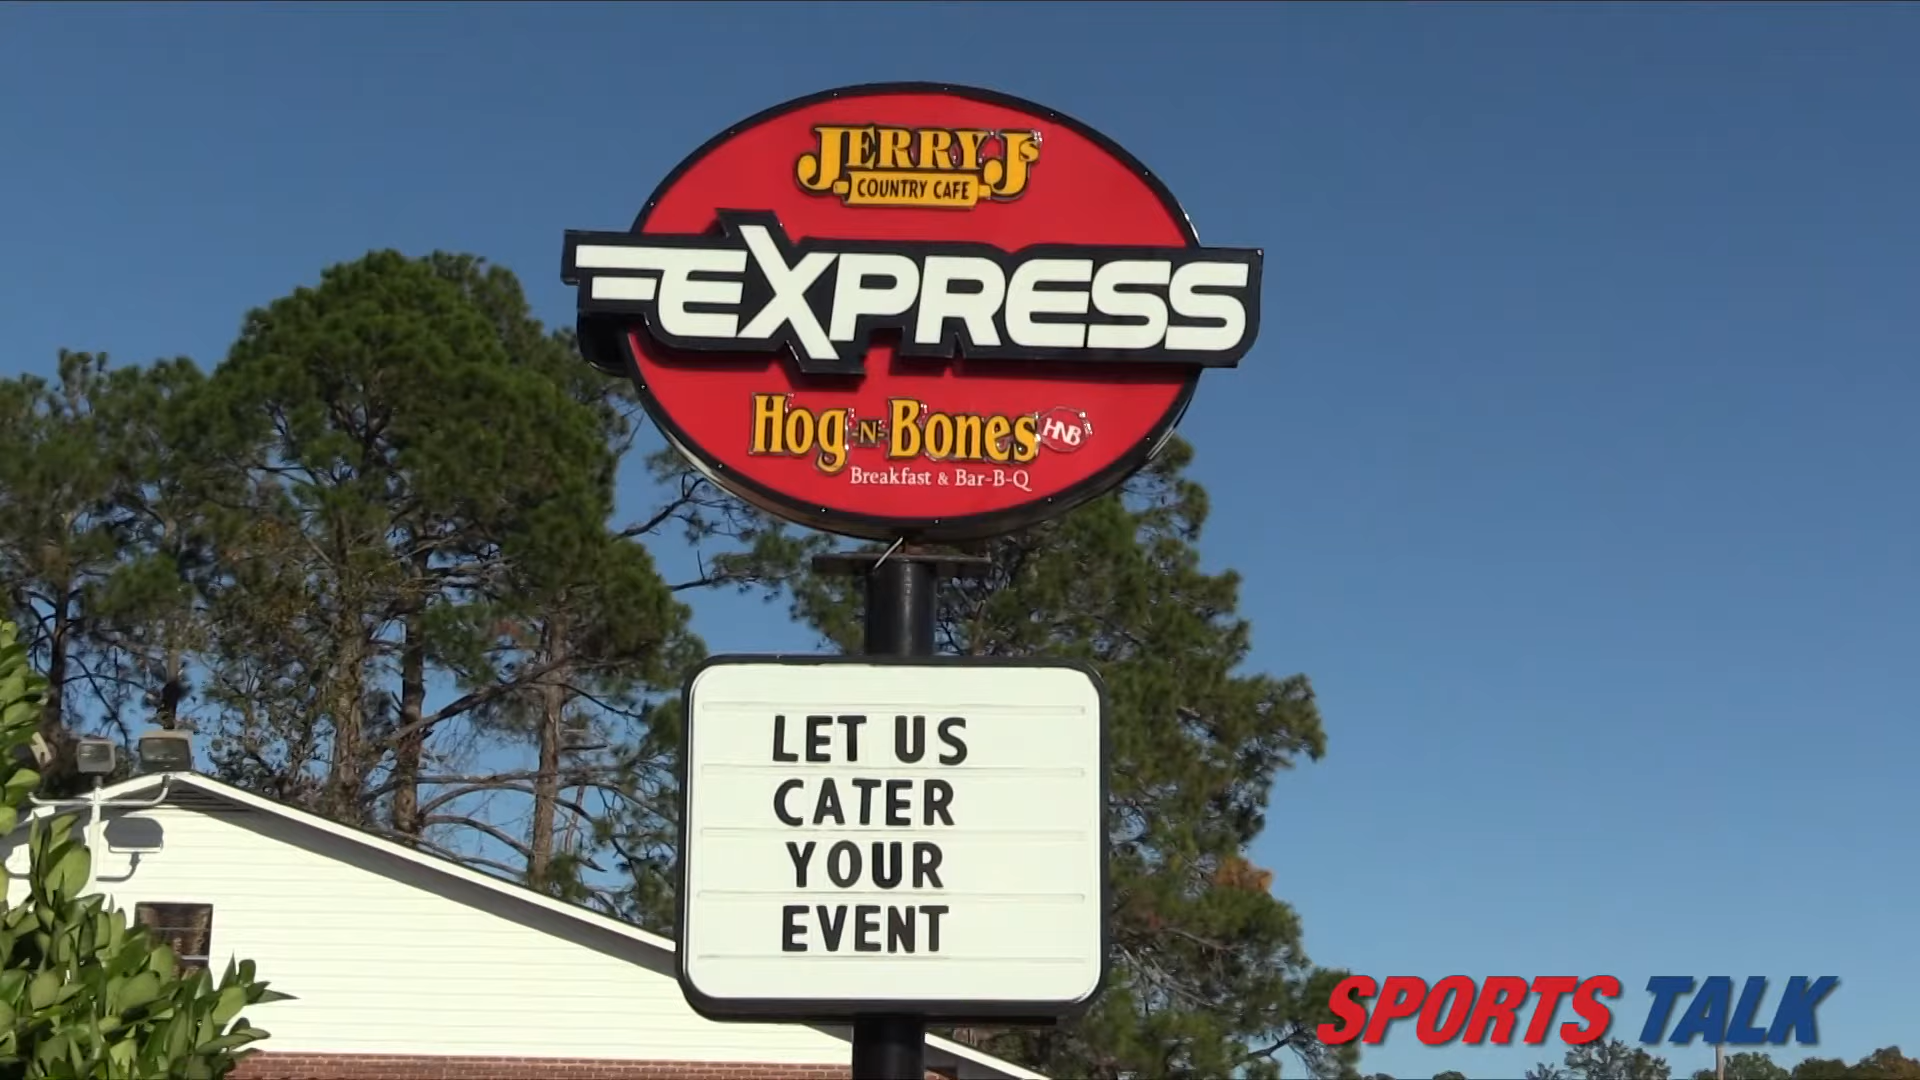 JERRY J's
COUNTRY CAFE
EXPRESS
Hog-N-Bones HNB
Breakfast & Bar-B-Q
LET US
CATER
YOUR
EVENT
SPORTS TALK